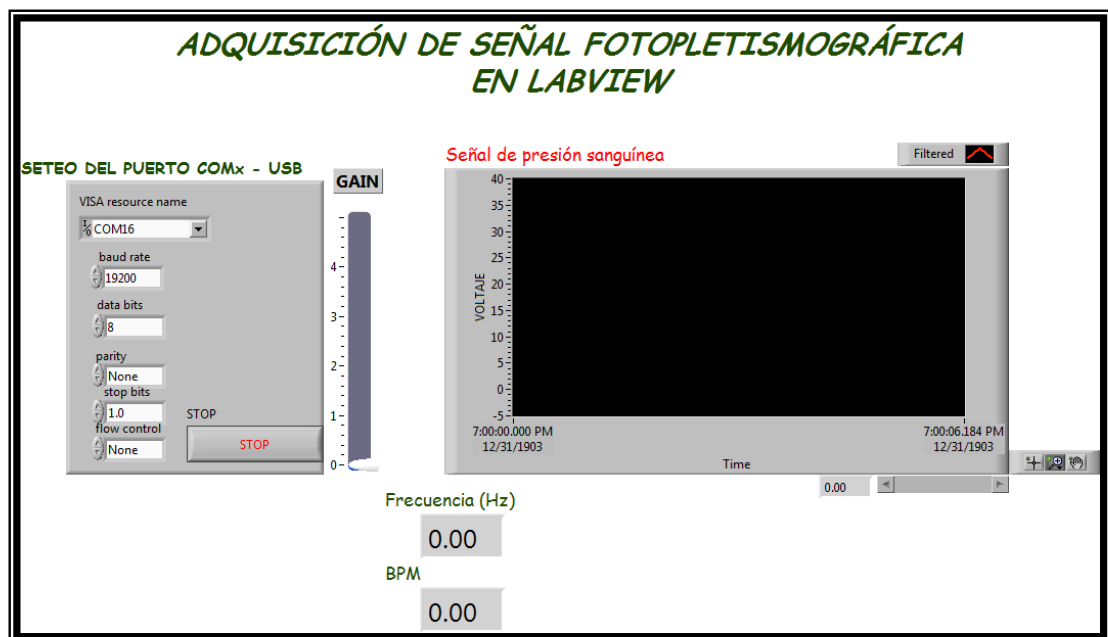 ADQUISICIÓN DE SEÑAL FOTOPLETISMOGRÁFICA
EN LABVIEW
SETEO DEL PUERTO COMx - USB
VISA resource name
I/O COM16
baud rate
19200
data bits
8
parity
None
stop bits
1.0
flow control
None
STOP
STOP
GAIN
4
3
2
1
0
Señal de presión sanguínea
Filtered
VOLTAJE
40
35
30
25
20
15
10
5
0
-5
7:00:00.000 PM
12/31/1903
7:00:06.184 PM
12/31/1903
Time
0.00
Frecuencia (Hz)
0.00
BPM
0.00